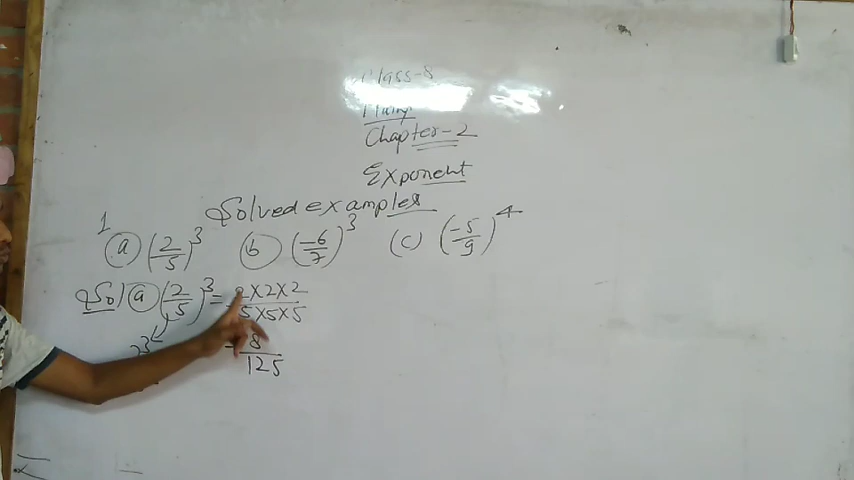 Class-8
Chapter-2
Exponent
Solved examples
1
(a) (2/5)^3 (b) (-6/7)^3 (c) (-5/9)^4
Sol (a) (2/5)^3 = 2×2×2/5×5×5
8/125